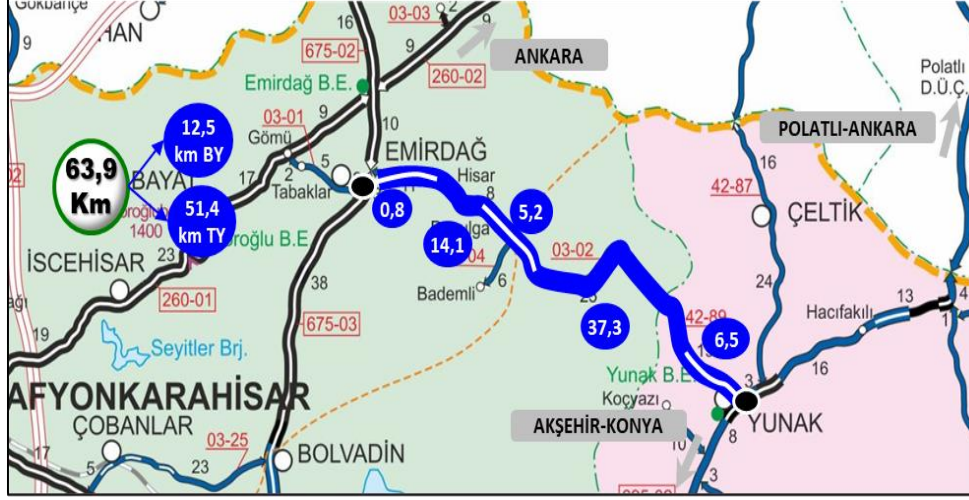 Gökbahçe
HAN
16
03-03
2
9
9
675-02
9
ANKARA
Polatlı
D.Ü.Ç.
260-02
Emirdağ B.E.
9
03-01
Gömü
10
12,5
km BY
POLATLI-ANKARA
16
63,9
Km
BAYAT
17
2
5
Tabaklar
EMİRDAĞ
Hisar
8
42-87
51,4
km TY
0,8
5,2
ÇELTİK
1400
14,1
03-02
İSCEHİSAR
23
6
Bademli
24
38
260-01
675-03
Hacıfakılı
13
4
1
19
37,3
42-89
6,5
Seyitler Brj.
16
Yunak B.E.
3
Koçyazı
AFYONKARAHİSAR
ÇOBANLAR
AKŞEHİR-KONYA
YUNAK
8
10
03-25
BOLVADİN
17
5
23
3